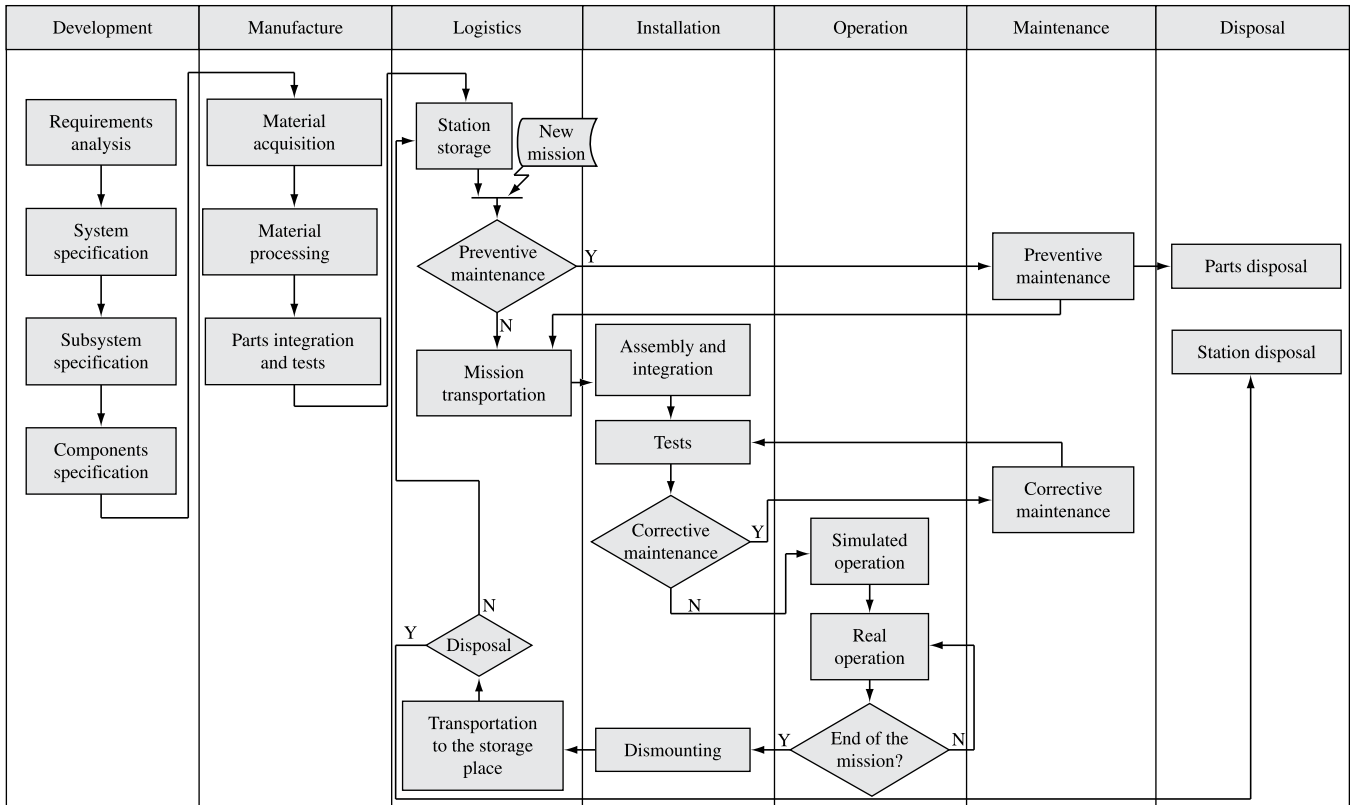 Development
Manufacture
Logistics
Installation
Operation
Maintenance
Disposal
Requirements
analysis
System
specification
Subsystem
specification
Components
specification
Material
acquisition
Material
processing
Parts integration
and tests
Station
storage
New
mission
Preventive
maintenance
Y
N
Mission
transportation
N
Y
Disposal
Transportation
to the storage
place
Assembly and
integration
Tests
Corrective
maintenance
Y
N
Dismounting
Simulated
operation
Real
operation
End of the
mission?
Y
N
Preventive
maintenance
Corrective
maintenance
Parts disposal
Station disposal